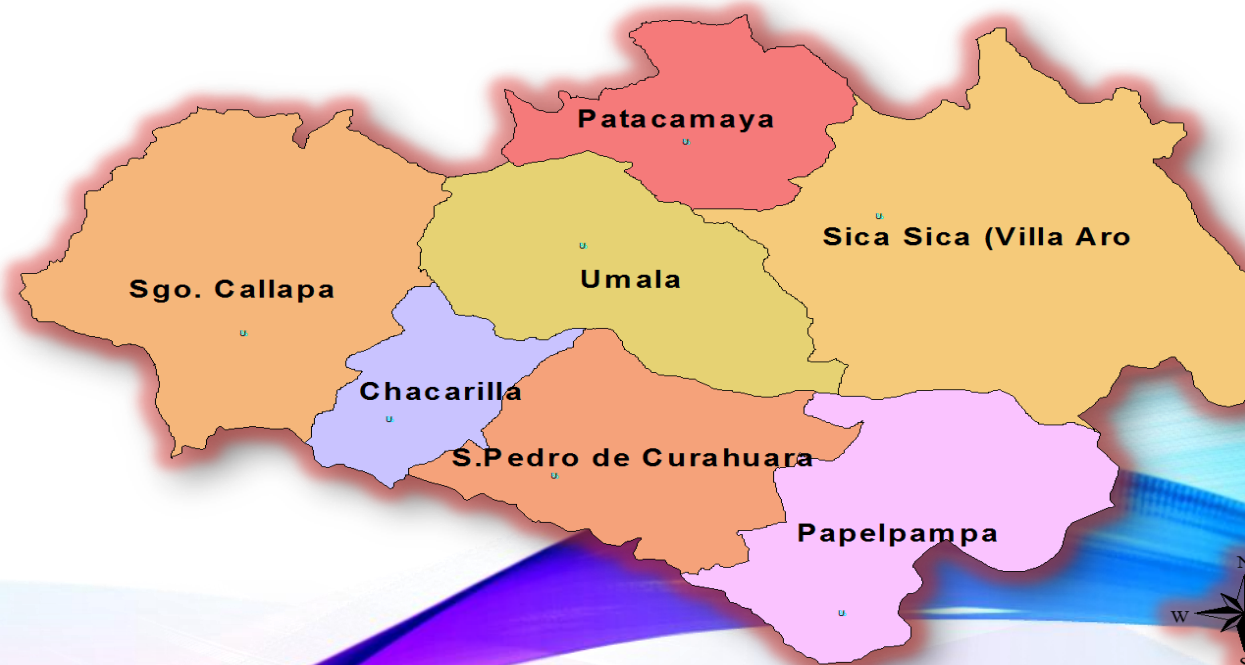 Patacamaya
Sica Sica (Villa Aro
Umala
Sgo. Callapa
Chacarilla
S.Pedro de Curahuara
Papelpampa
N
W
S